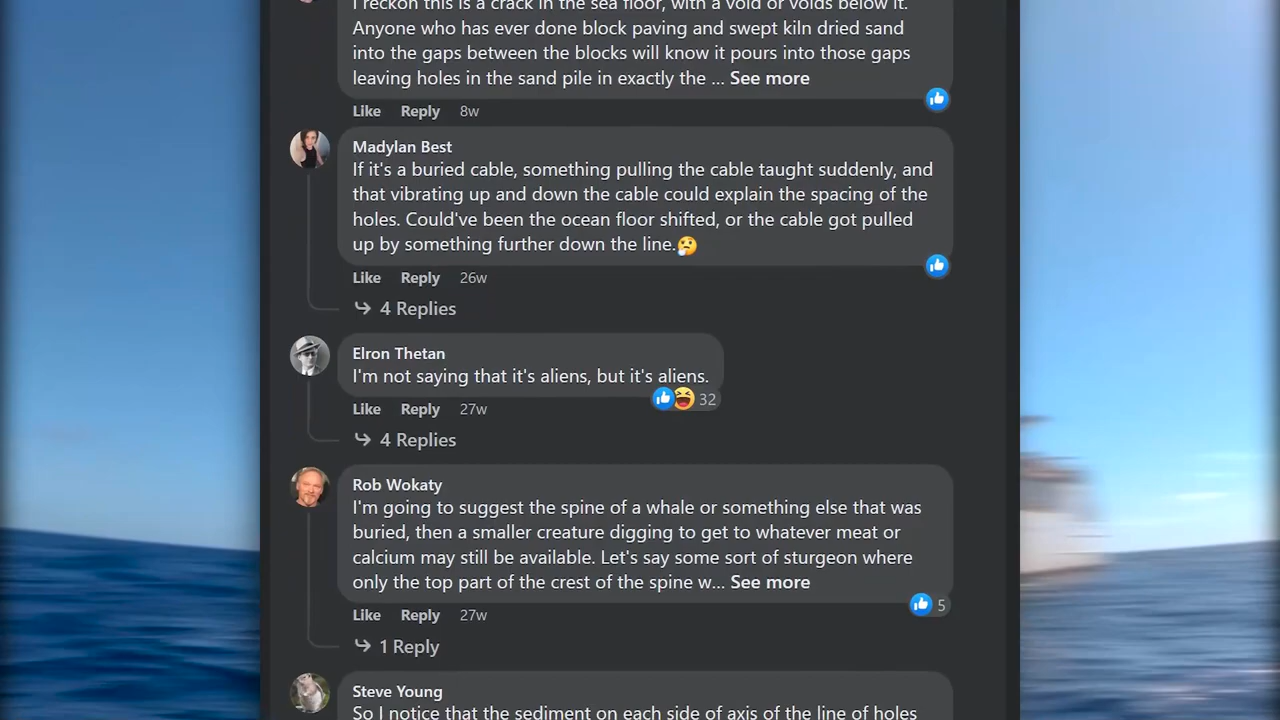 I reckon this is a crack in the sea floor, with a void or voids below it.
Anyone who has ever done block paving and swept kiln dried sand
into the gaps between the blocks will know it pours into those gaps
leaving holes in the sand pile in exactly the ... See more
Like Reply 8w
Madylan Best
If it's a buried cable, something pulling the cable taught suddenly, and
that vibrating up and down the cable could explain the spacing of the
holes. Could've been the ocean floor shifted, or the cable got pulled
up by something further down the line.🤔
Like Reply 26w
4 Replies
Elron Thetan
I'm not saying that it's aliens, but it's aliens.
32
Like Reply 27w
4 Replies
Rob Wokaty
I'm going to suggest the spine of a whale or something else that was
buried, then a smaller creature digging to get to whatever meat or
calcium may still be available. Let's say some sort of sturgeon where
only the top part of the crest of the spine w... See more
5
Like Reply 27w
1 Reply
Steve Young
So I notice that the sediment on each side of axis of the line of holes